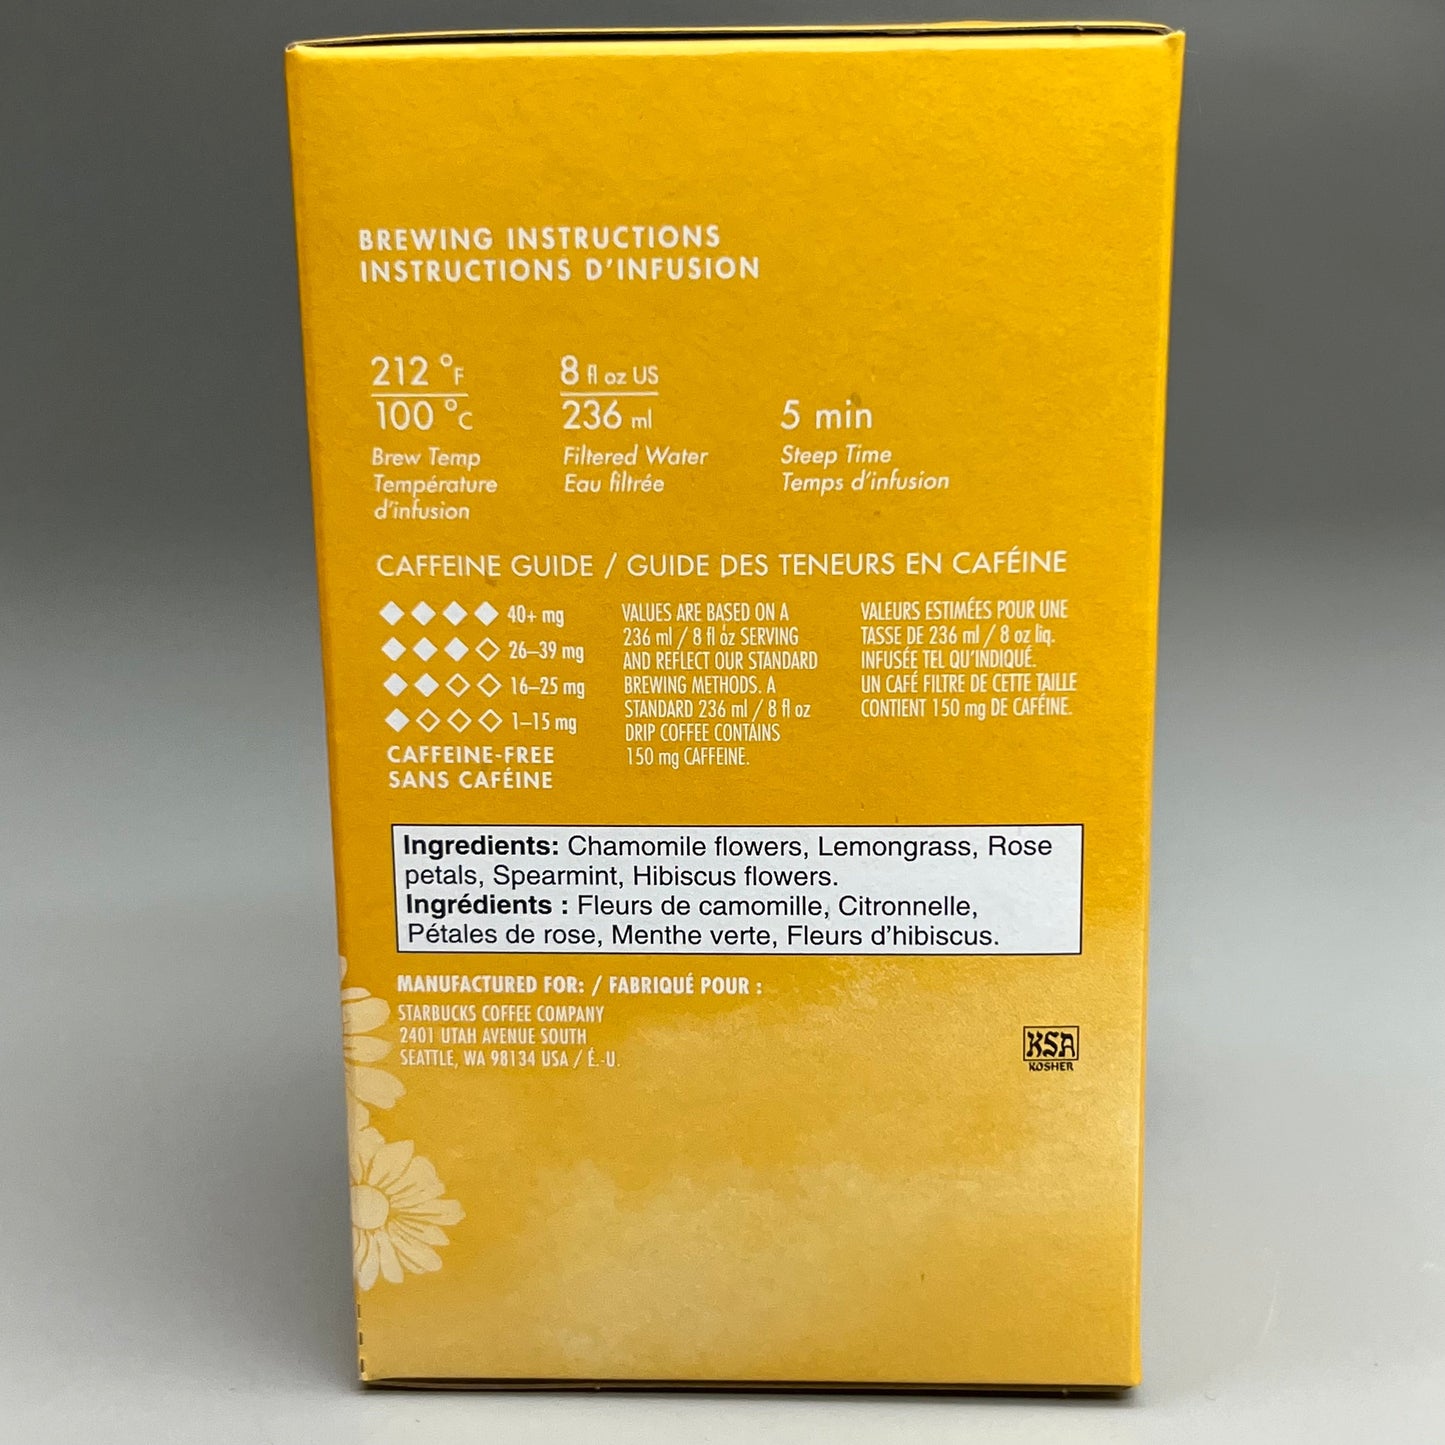 BREWING INSTRUCTIONS
INSTRUCTIONS D'INFUSION
212 °F
100 °C
Brew Temp
Température
d'infusion
8 fl oz US
236 ml
Filtered Water
Eau filtrée
5 min
Steep Time
Temps d'infusion
CAFFEINE GUIDE / GUIDE DES TENEURS EN CAFÉINE
40+ mg
26–39 mg
16–25 mg
1–15 mg
CAFFEINE-FREE
SANS CAFÉINE
VALUES ARE BASED ON A
236 ml / 8 fl oz SERVING
AND REFLECT OUR STANDARD
BREWING METHODS. A
STANDARD 236 ml / 8 fl oz
DRIP COFFEE CONTAINS
150 mg CAFFEINE.
VALEURS ESTIMÉES POUR UNE
TASSE DE 236 ml / 8 oz liq.
INFUSÉE TEL QU'INDIQUÉ.
UN CAFÉ FILTRE DE CETTE TAILLE
CONTIENT 150 mg DE CAFÉINE.
Ingredients: Chamomile flowers, Lemongrass, Rose
petals, Spearmint, Hibiscus flowers.
Ingrédients : Fleurs de camomille, Citronnelle,
Pétales de rose, Menthe verte, Fleurs d'hibiscus.
MANUFACTURED FOR: / FABRIQUÉ POUR :
STARBUCKS COFFEE COMPANY
2401 UTAH AVENUE SOUTH
SEATTLE, WA 98134 USA / É.-U.
KSA
KOSHER